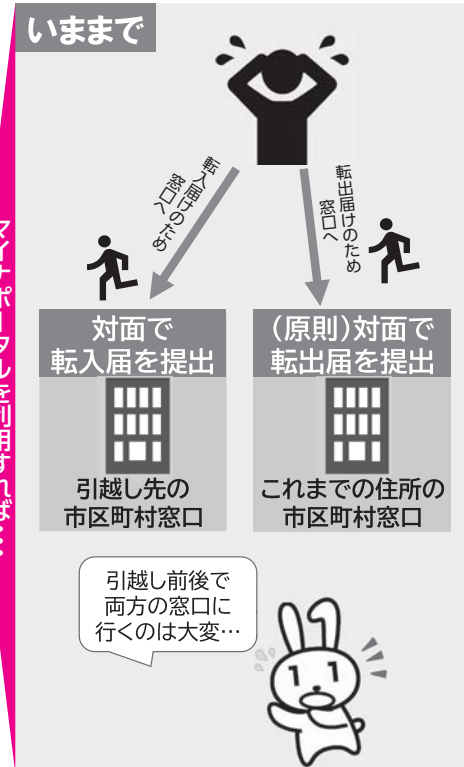 いままで
転入届けのため
窓口へ
転出届けのため
窓口へ
対面で
転入届を提出
(原則)対面で
転出届を提出
引越し先の
市区町村窓口
これまでの住所の
市区町村窓口
引越し前後で
両方の窓口に
行くのは大変…
1 1
マイナポータルを利用すれば…